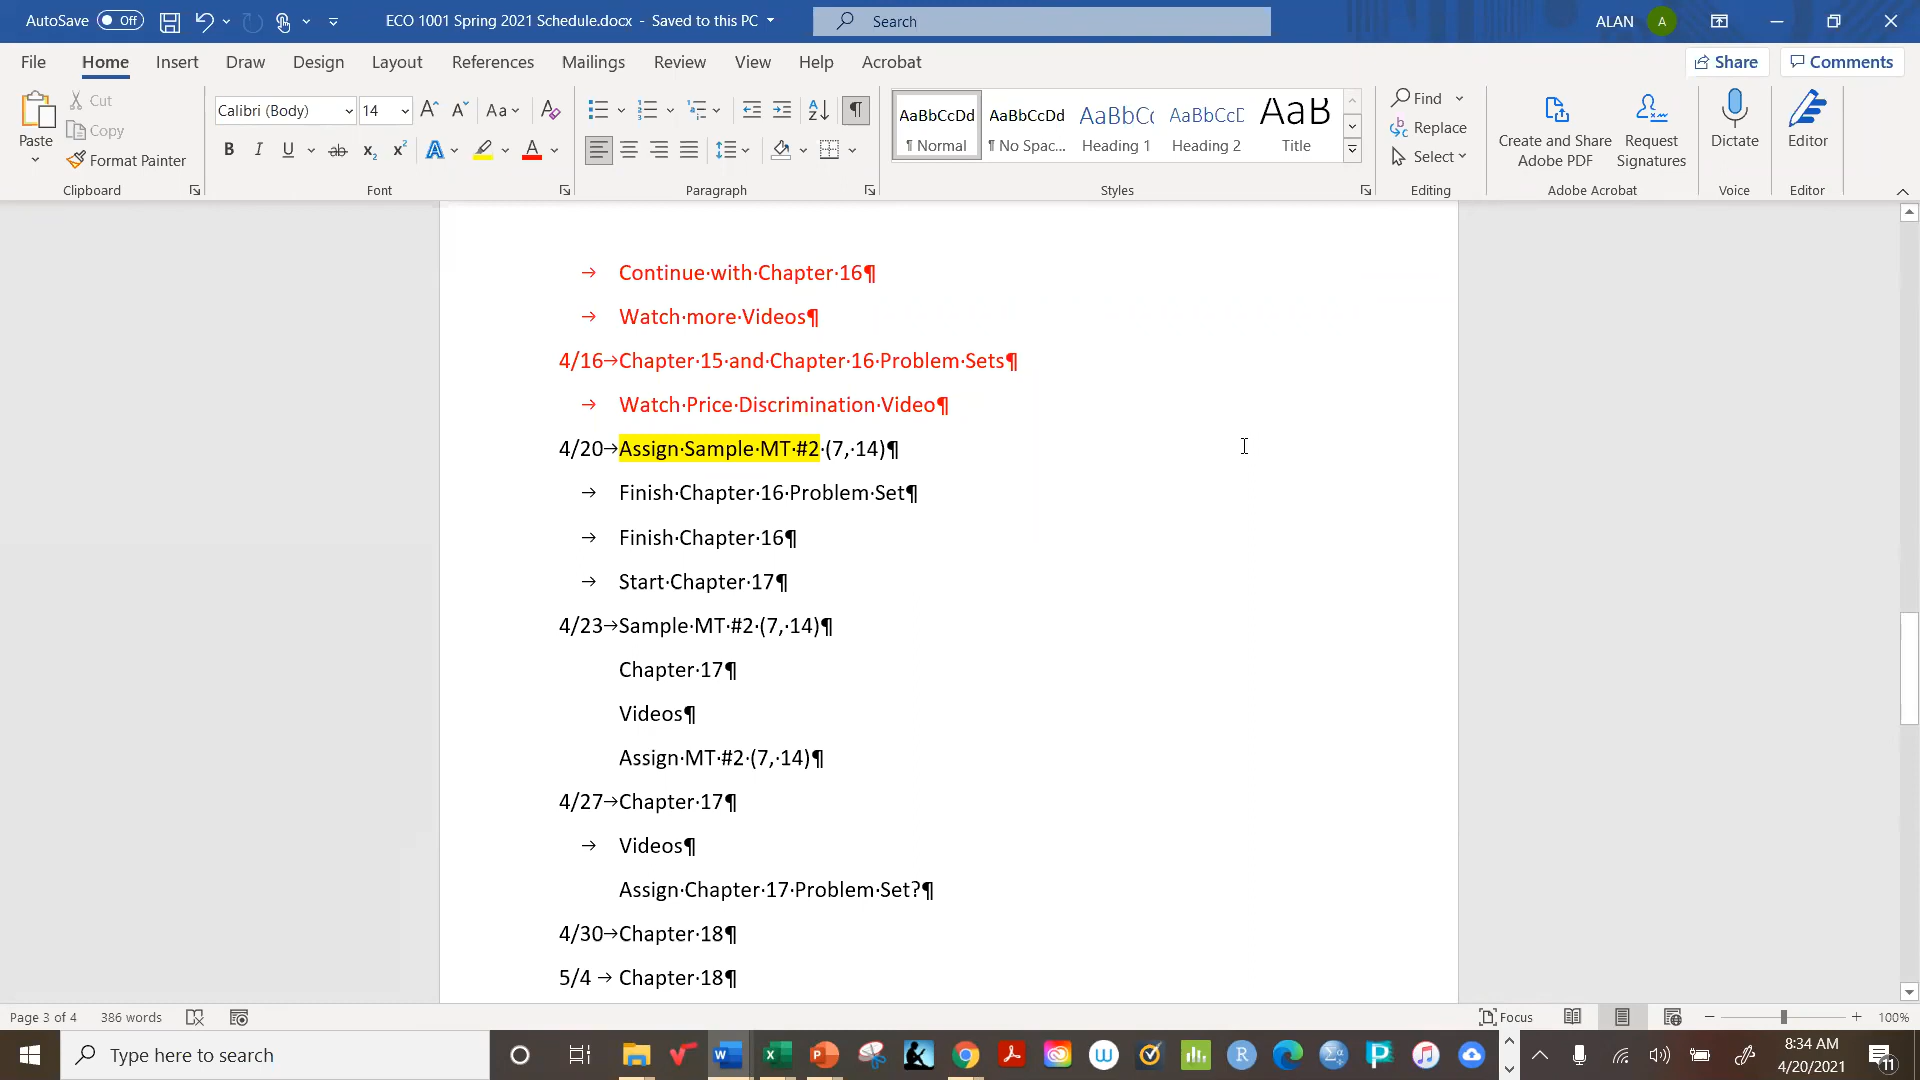 AutoSave Off ECO 1001 Spring 2021 Schedule.docx - Saved to this PC Search ALAN A
File Home Insert Draw Design Layout References Mailings Review View Help Acrobat Share Comments
Paste Cut Copy Format Painter
Clipboard
Calibri (Body) 14
Font
Paragraph
AaBbCcDd ¶ Normal
AaBbCcDd ¶ No Spac...
AaBbCc Heading 1
AaBbCcD Heading 2
AaB Title
Styles
Find
Replace
Select
Editing
Create and Share Adobe PDF
Request Signatures
Adobe Acrobat
Dictate
Voice
Editor
Editor
→ Continue·with·Chapter·16¶
→ Watch·more·Videos¶
4/16→Chapter·15·and·Chapter·16·Problem·Sets¶
→ Watch·Price·Discrimination·Video¶
4/20→Assign·Sample·MT·#2·(7,·14)¶
→ Finish·Chapter·16·Problem·Set¶
→ Finish·Chapter·16¶
→ Start·Chapter·17¶
4/23→Sample·MT·#2·(7,·14)¶
Chapter·17¶
Videos¶
Assign·MT·#2·(7,·14)¶
4/27→Chapter·17¶
→ Videos¶
Assign·Chapter·17·Problem·Set?¶
4/30→Chapter·18¶
5/4 → Chapter·18¶
Page 3 of 4 386 words Focus 100%
Type here to search
8:34 AM
4/20/2021
11